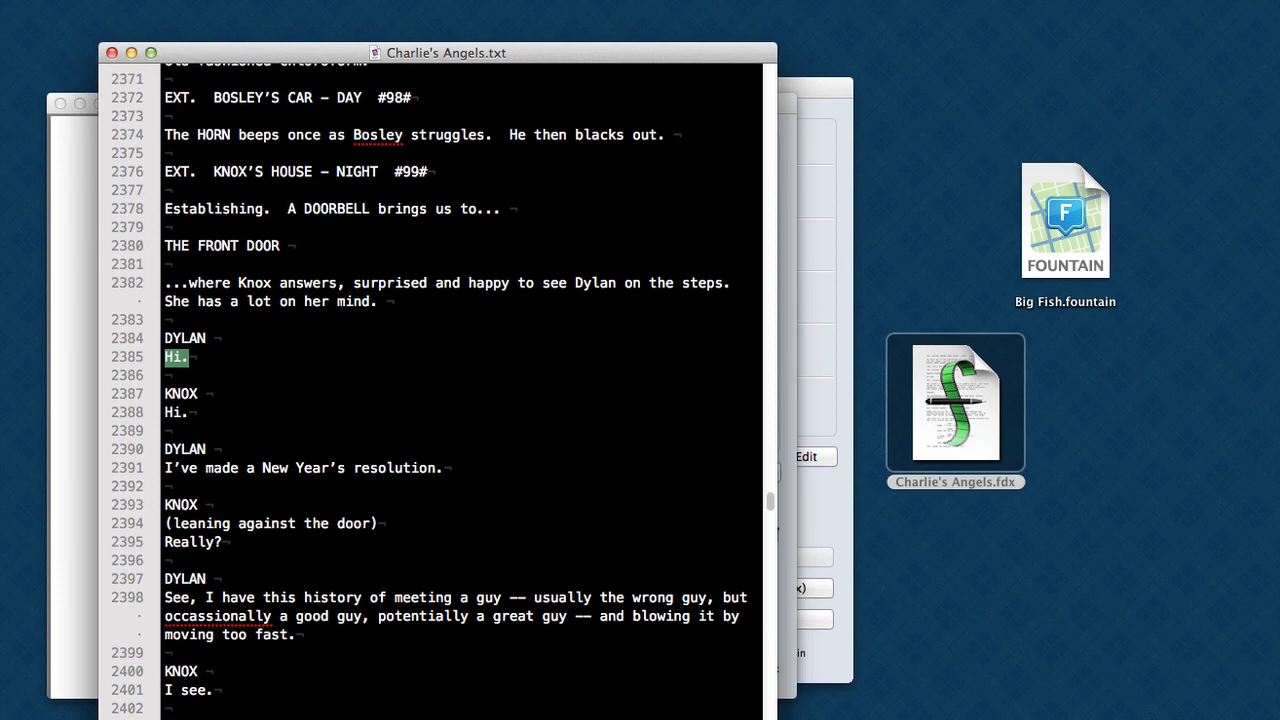 Charlie's Angels.txt
old-fashioned chloroform.
2371 ¬
2372 EXT.  BOSLEY’S CAR – DAY  #98#¬
2373 ¬
2374 The HORN beeps once as Bosley struggles.  He then blacks out. ¬
2375 ¬
2376 EXT.  KNOX’S HOUSE – NIGHT  #99#¬
2377 ¬
2378 Establishing.  A DOORBELL brings us to... ¬
2379 ¬
2380 THE FRONT DOOR ¬
2381 ¬
2382 ...where Knox answers, surprised and happy to see Dylan on the steps.
· She has a lot on her mind. ¬
2383 ¬
2384 DYLAN ¬
2385 Hi.¬
2386 ¬
2387 KNOX ¬
2388 Hi.¬
2389 ¬
2390 DYLAN ¬
2391 I’ve made a New Year’s resolution.¬
2392 ¬
2393 KNOX ¬
2394 (leaning against the door)¬
2395 Really?¬
2396 ¬
2397 DYLAN ¬
2398 See, I have this history of meeting a guy –– usually the wrong guy, but
· occassionally a good guy, potentially a great guy –– and blowing it by
· moving too fast.¬
2399 ¬
2400 KNOX ¬
2401 I see.¬
2402 ¬
Edit
x)
in
F
FOUNTAIN
Big Fish.fountain
Charlie's Angels.fdx